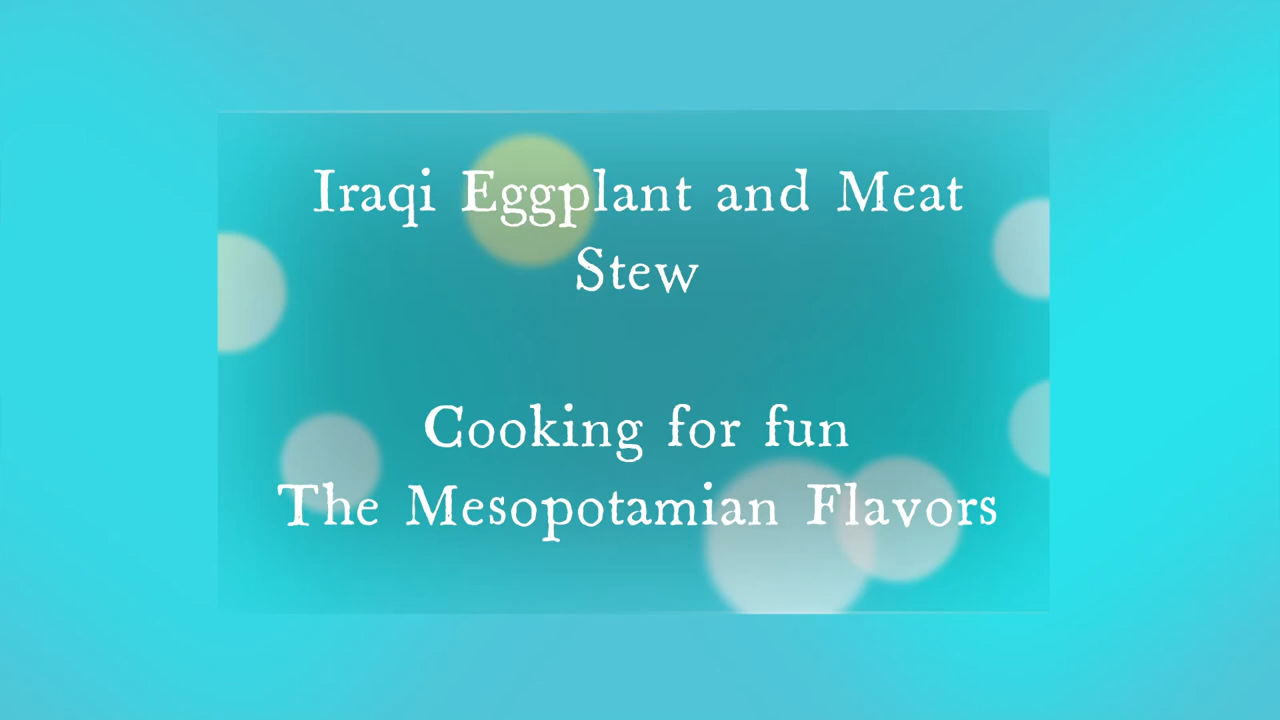 Iraqi Eggplant and Meat
Stew
Cooking for fun
The Mesopotamian Flavors